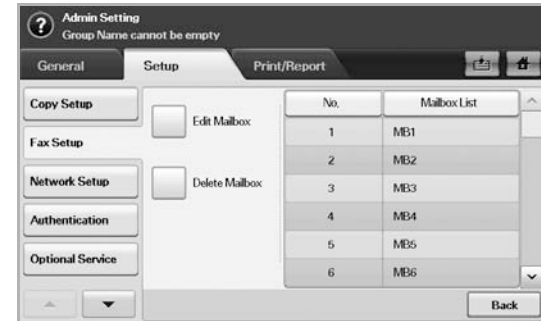 Admin Setting
Group Name cannot be empty
General Setup Print/Report
Copy Setup
Fax Setup
Network Setup
Authentication
Optional Service
Edit Mailbox
Delete Mailbox
No. Mailbox List
1 MB1
2 MB2
3 MB3
4 MB4
5 MB5
6 MB6
Back